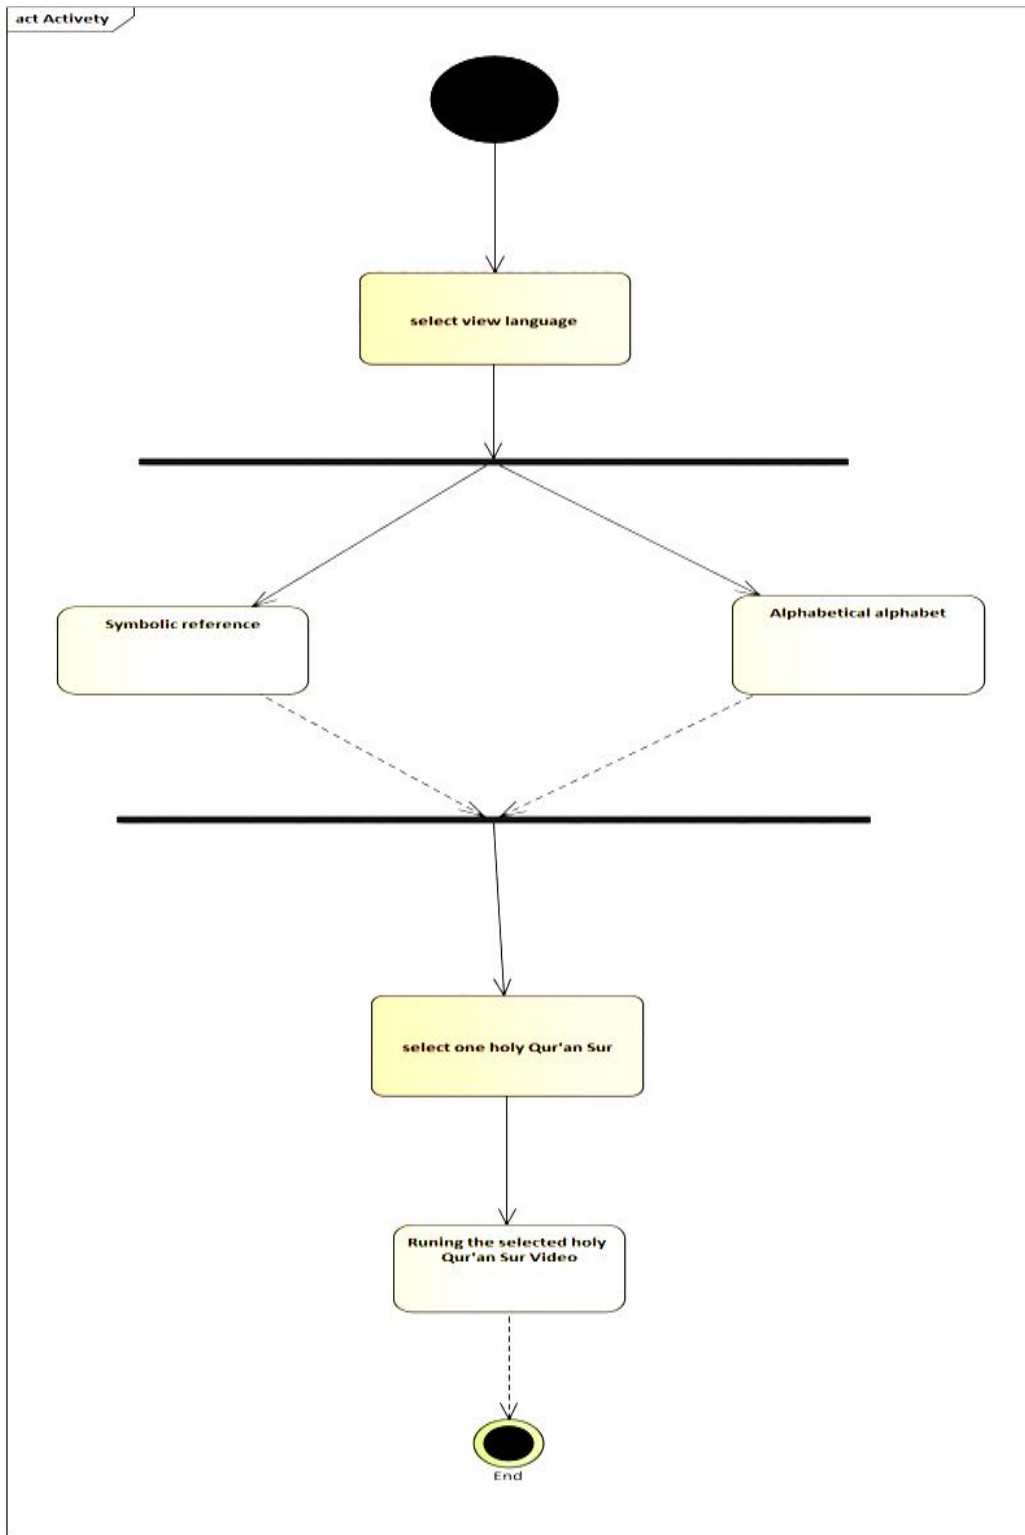 act Activety
select view language
Symbolic reference
Alphabetical alphabet
select one holy Qur'an Sur
Runing the selected holy
Qur'an Sur Video
End